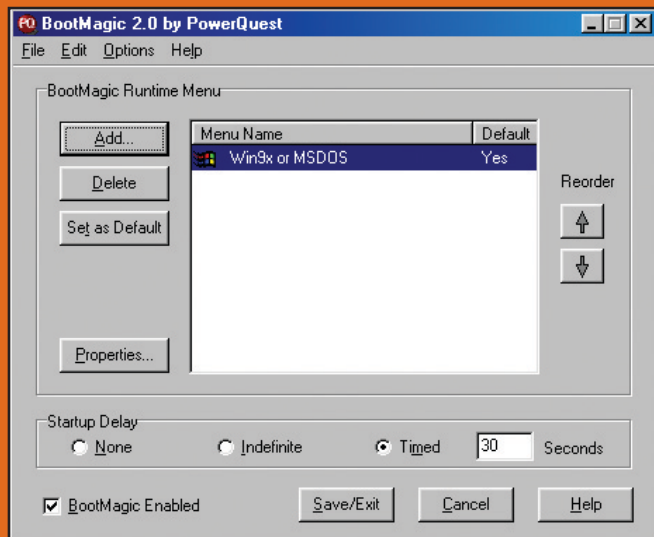 PQ BootMagic 2.0 by PowerQuest
File Edit Options Help
BootMagic Runtime Menu
Add...
Delete
Set as Default
Properties...
Menu Name Default
Win9x or MSDOS Yes
Reorder
Startup Delay
None Indefinite Timed 30 Seconds
BootMagic Enabled Save/Exit Cancel Help